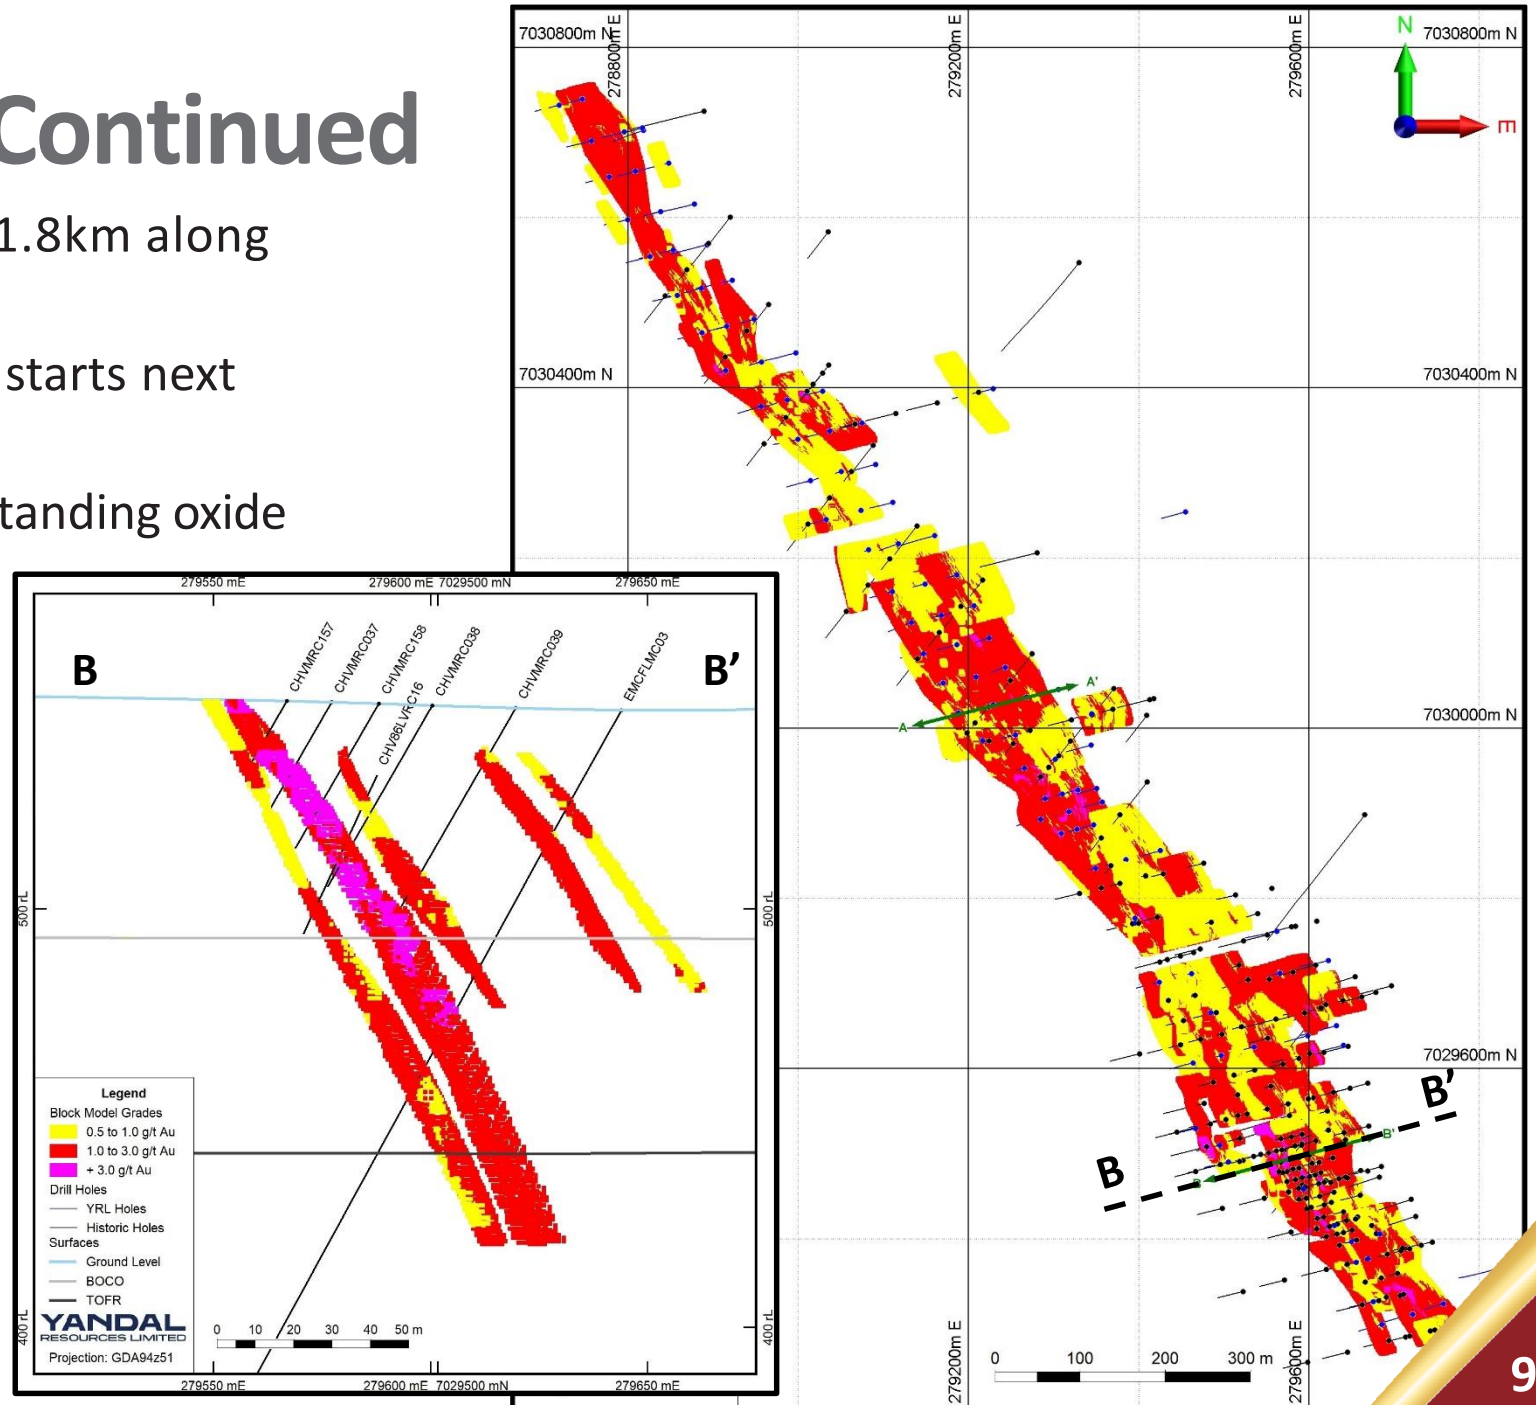 Continued
1.8km along
starts next
standing oxide
7030800m N
278800m E
279200m E
279600m E
7030800m N
N
E
7030400m N
7030400m N
A
A'
7030000m N
7029600m N
B
B'
B
B’
279200m E
279600m E
0 100 200 300 m
279550 mE 279600 mE 7029500 mN 279650 mE
B
B’
CHVMRC157
CHVMRC037
CHVMRC158
CHV86LVRC16
CHVMRC038
CHVMRC039
EMCFLMC03
500 rL
500 rL
400 rL
400 rL
Legend
Block Model Grades
0.5 to 1.0 g/t Au
1.0 to 3.0 g/t Au
+ 3.0 g/t Au
Drill Holes
YRL Holes
Historic Holes
Surfaces
Ground Level
BOCO
TOFR
YANDAL
RESOURCES LIMITED
Projection: GDA94z51
0 10 20 30 40 50 m
279550 mE 279600 mE 7029500 mN 279650 mE
9